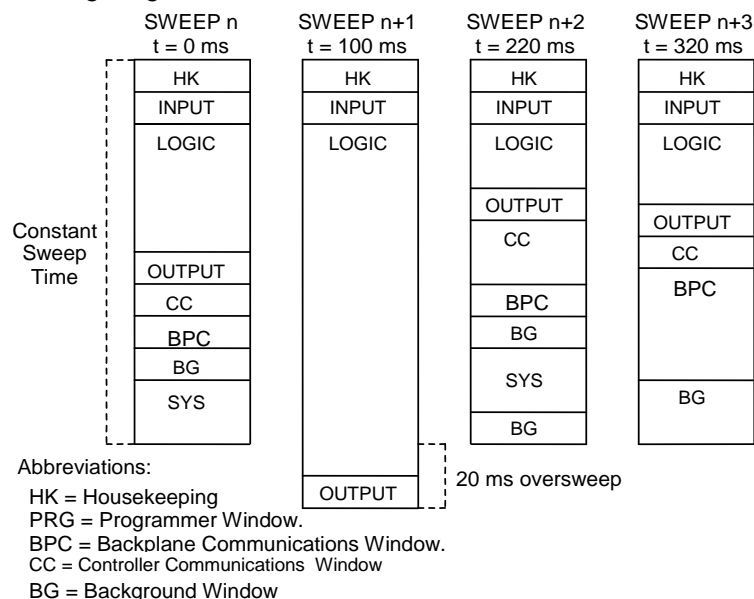 SWEEP n
t = 0 ms
HK
INPUT
LOGIC
OUTPUT
CC
BPC
BG
SYS
SWEEP n+1
t = 100 ms
HK
INPUT
LOGIC
OUTPUT
SWEEP n+2
t = 220 ms
HK
INPUT
LOGIC
OUTPUT
CC
BPC
BG
SYS
BG
SWEEP n+3
t = 320 ms
HK
INPUT
LOGIC
OUTPUT
CC
BPC
BG
Constant
Sweep
Time
20 ms oversweep
Abbreviations:
HK = Housekeeping
PRG = Programmer Window.
BPC = Backplane Communications Window.
CC = Controller Communications Window
BG = Background Window